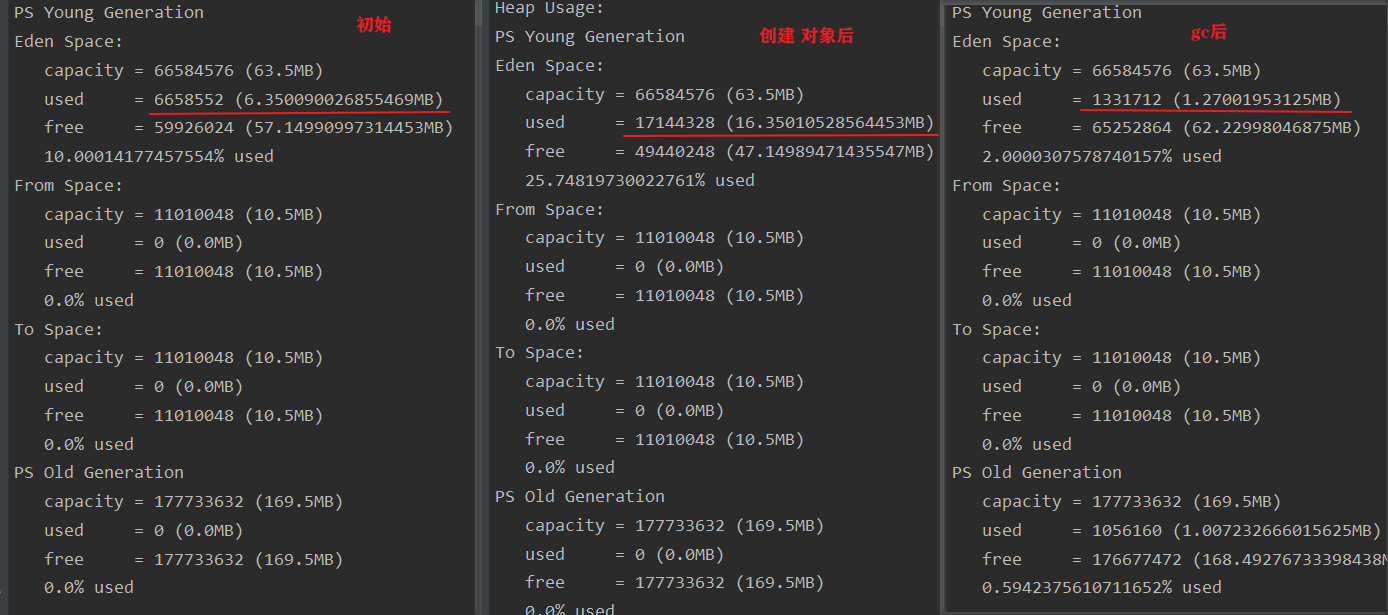 初始
PS Young Generation
Eden Space:
capacity = 66584576 (63.5MB)
used = 6658552 (6.350090026855469MB)
free = 59926024 (57.14990997314453MB)
10.00014177457554% used
From Space:
capacity = 11010048 (10.5MB)
used = 0 (0.0MB)
free = 11010048 (10.5MB)
0.0% used
To Space:
capacity = 11010048 (10.5MB)
used = 0 (0.0MB)
free = 11010048 (10.5MB)
0.0% used
PS Old Generation
capacity = 177733632 (169.5MB)
used = 0 (0.0MB)
free = 177733632 (169.5MB)
0.0% used
Heap Usage:
创建 对象后
PS Young Generation
Eden Space:
capacity = 66584576 (63.5MB)
used = 17144328 (16.35010528564453MB)
free = 49440248 (47.14989471435547MB)
25.74819730022761% used
From Space:
capacity = 11010048 (10.5MB)
used = 0 (0.0MB)
free = 11010048 (10.5MB)
0.0% used
To Space:
capacity = 11010048 (10.5MB)
used = 0 (0.0MB)
free = 11010048 (10.5MB)
0.0% used
PS Old Generation
capacity = 177733632 (169.5MB)
used = 0 (0.0MB)
free = 177733632 (169.5MB)
0.0% used
PS Young Generation
gc后
Eden Space:
capacity = 66584576 (63.5MB)
used = 1331712 (1.27001953125MB)
free = 65252864 (62.22998046875MB)
2.0000307578740157% used
From Space:
capacity = 11010048 (10.5MB)
used = 0 (0.0MB)
free = 11010048 (10.5MB)
0.0% used
To Space:
capacity = 11010048 (10.5MB)
used = 0 (0.0MB)
free = 11010048 (10.5MB)
0.0% used
PS Old Generation
capacity = 177733632 (169.5MB)
used = 1056160 (1.007232666015625MB)
free = 176677472 (168.49276733398438M
0.5942375610711652% used